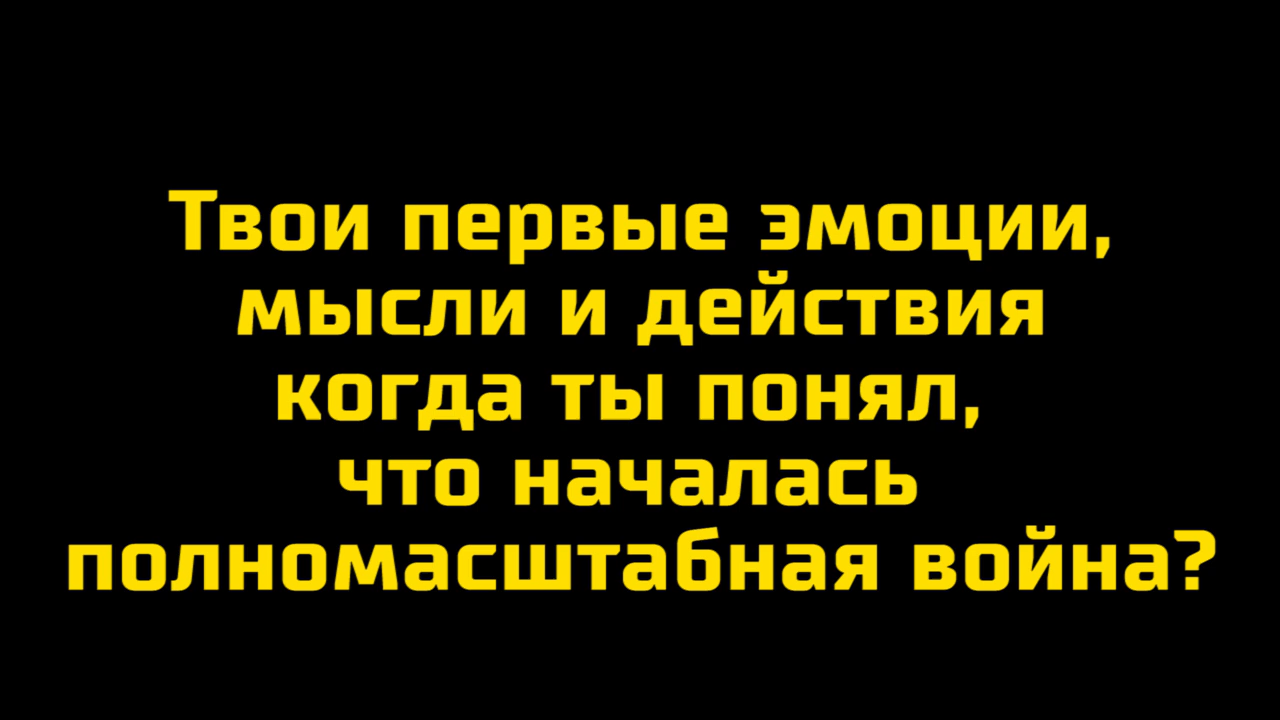 Твои первые эмоции,
мысли и действия
когда ты понял,
что началась
полномасштабная война?